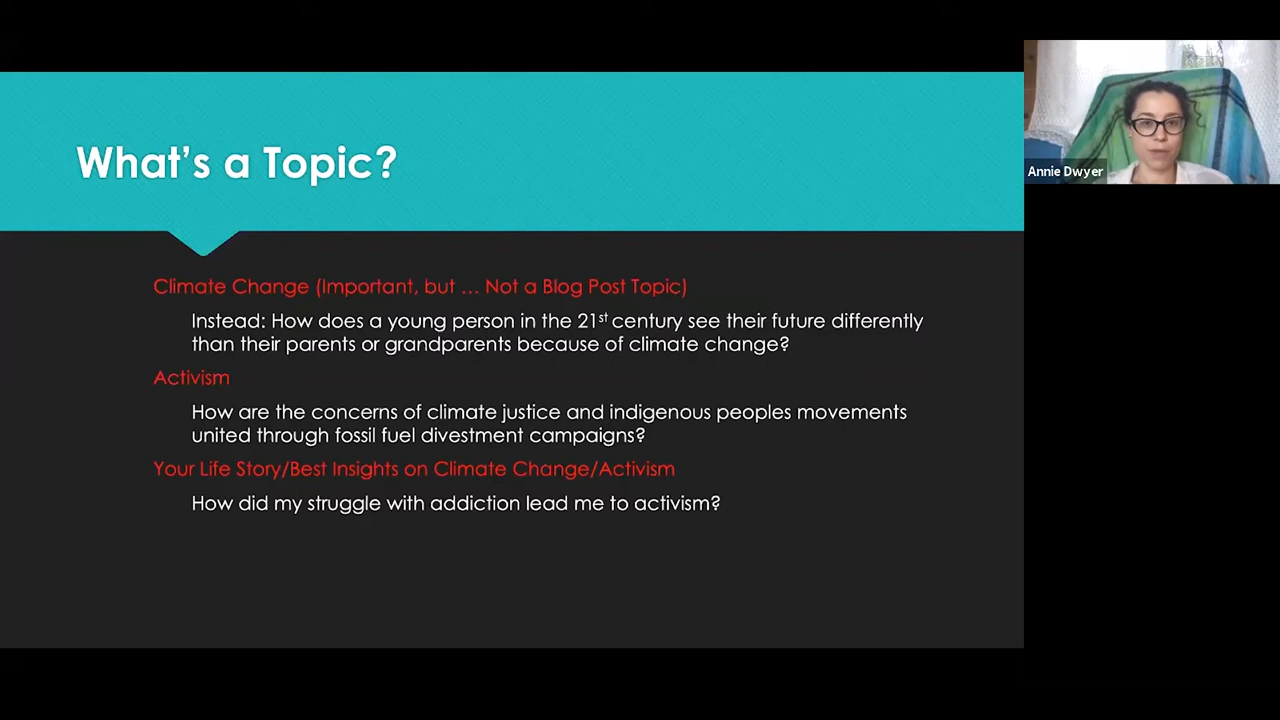 What's a Topic?
Climate Change (Important, but … Not a Blog Post Topic)
Instead: How does a young person in the 21st century see their future differently
than their parents or grandparents because of climate change?
Activism
How are the concerns of climate justice and indigenous peoples movements
united through fossil fuel divestment campaigns?
Your Life Story/Best Insights on Climate Change/Activism
How did my struggle with addiction lead me to activism?
Annie Dwyer